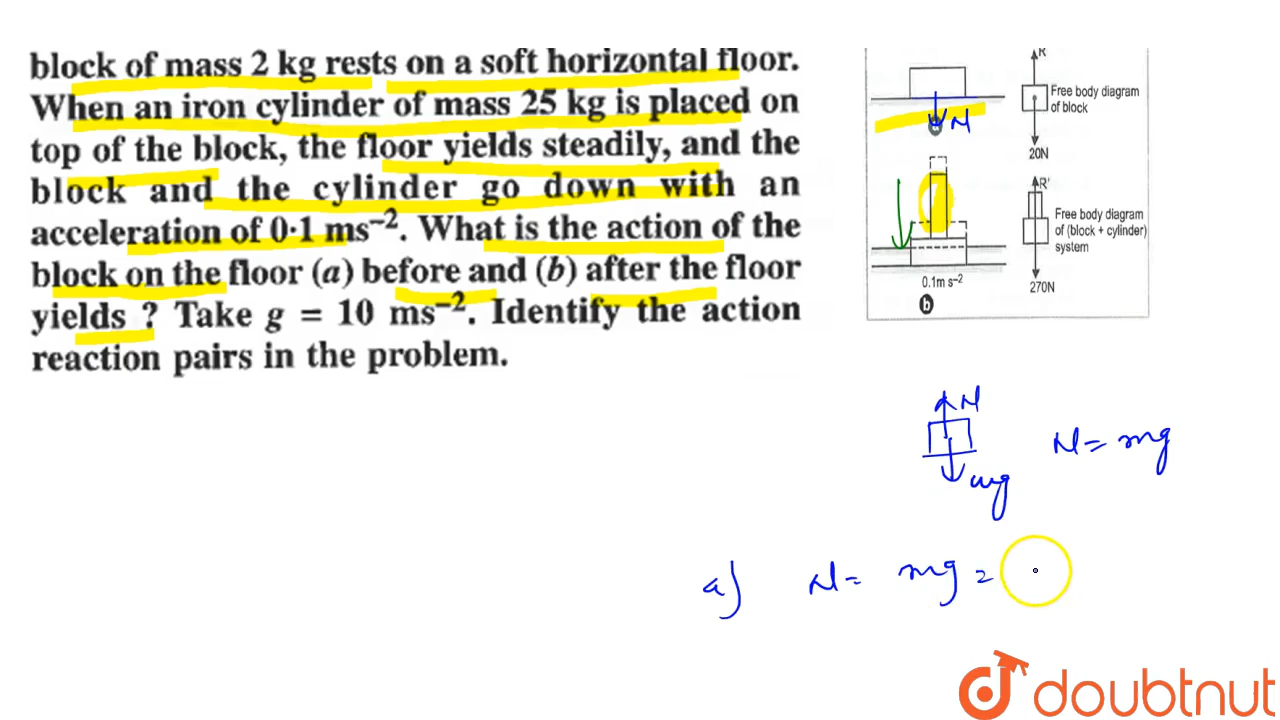 block of mass 2 kg rests on a soft horizontal floor.
When an iron cylinder of mass 25 kg is placed on
top of the block, the floor yields steadily, and the
block and the cylinder go down with an
acceleration of 0·1 ms⁻². What is the action of the
block on the floor (a) before and (b) after the floor
yields ? Take g = 10 ms⁻². Identify the action
reaction pairs in the problem.
R
Free body diagram
of block
N
a
20N
R'
Free body diagram
of (block + cylinder)
system
0.1m s⁻²
270N
b
N
N = mg
mg
a) N = mg =
doubtnut